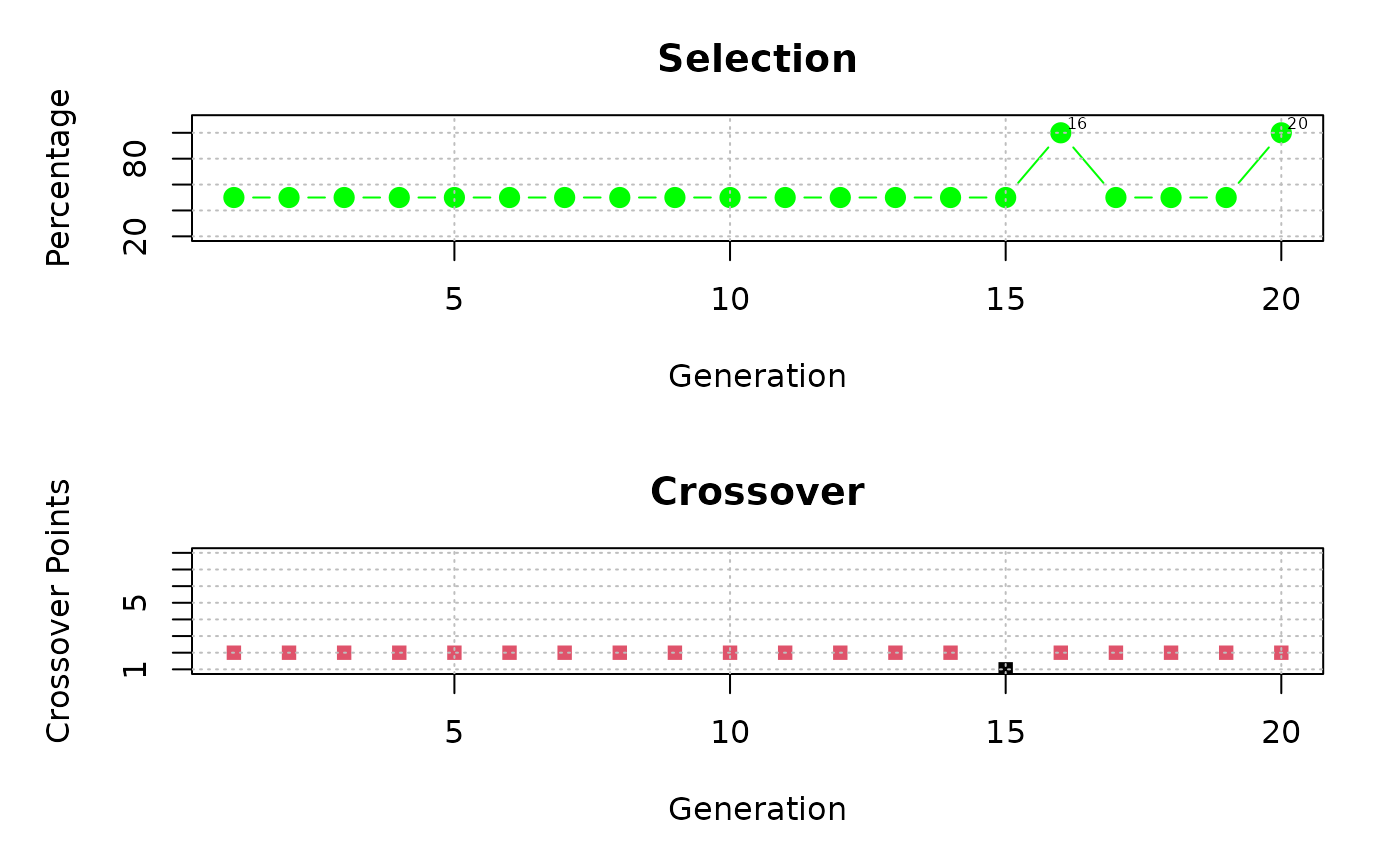 Selection
Percentage
80
20
16
20
5 10 15 20
Generation
Crossover
Crossover Points
5
1
5 10 15 20
Generation